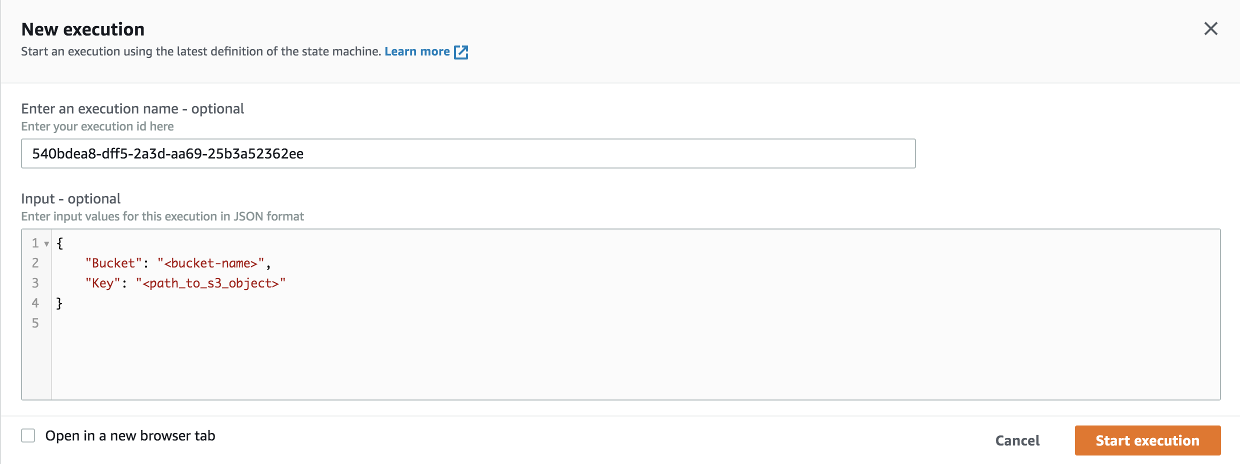 New execution
Start an execution using the latest definition of the state machine. Learn more
Enter an execution name - optional
Enter your execution id here
540bdea8-dff5-2a3d-aa69-25b3a52362ee
Input - optional
Enter input values for this execution in JSON format
1 {
2 "Bucket": "<bucket-name>",
3 "Key": "<path_to_s3_object>"
4 }
5
Open in a new browser tab
Cancel
Start execution